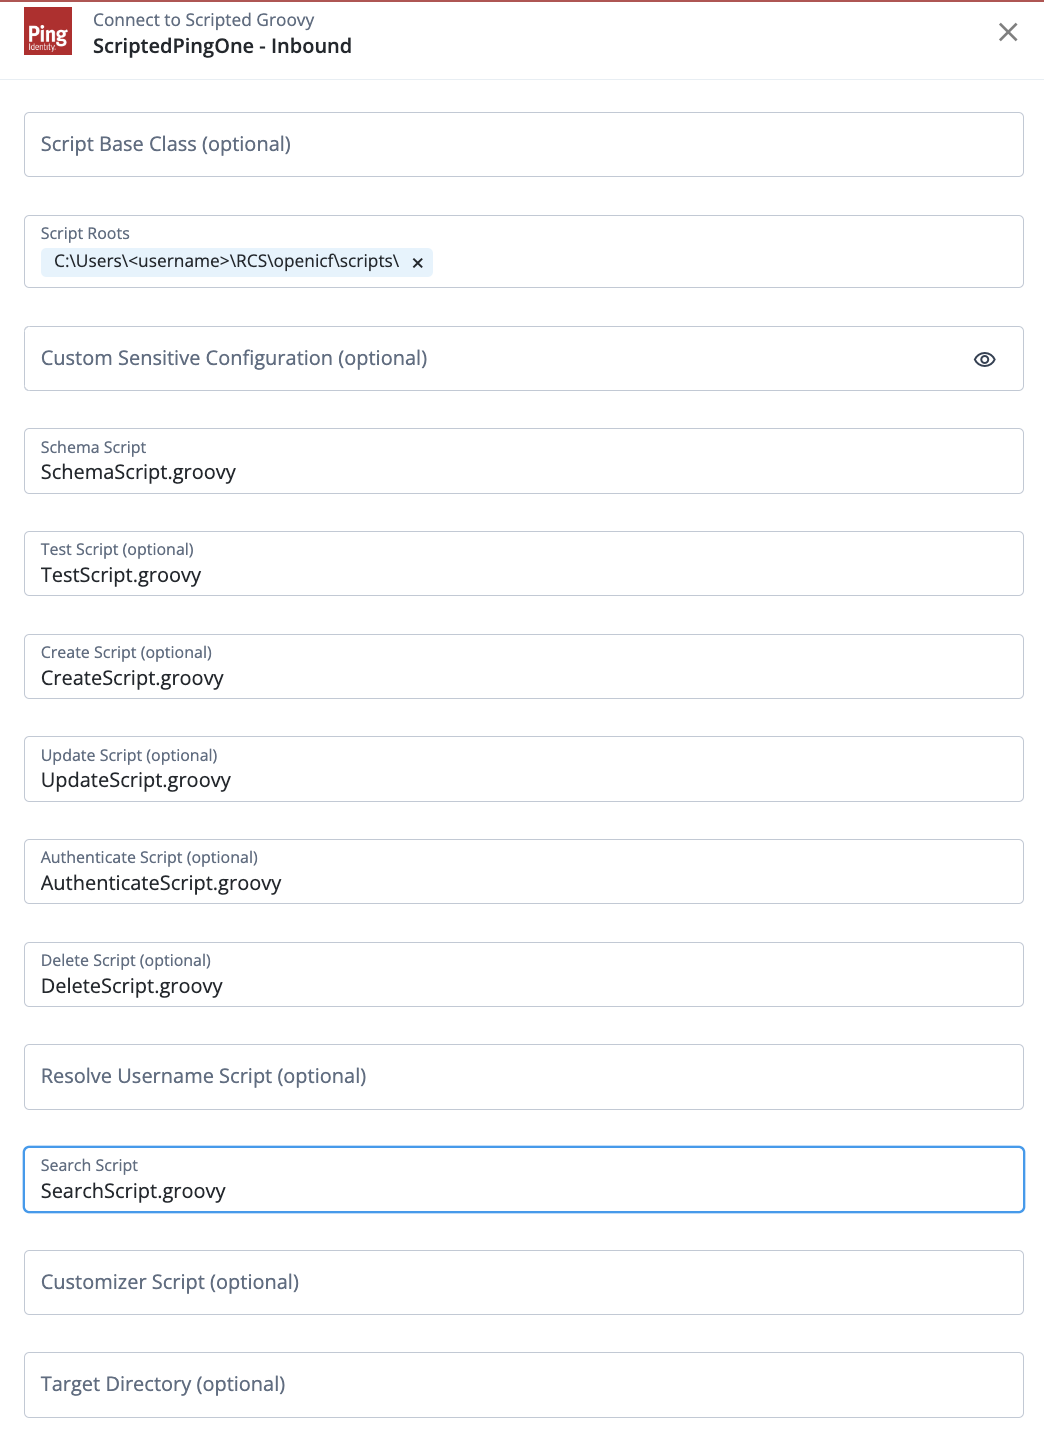 Ping
Identity.
Connect to Scripted Groovy
ScriptedPingOne - Inbound
Script Base Class (optional)
Script Roots
C:\Users\<username>\RCS\openicf\scripts\
Custom Sensitive Configuration (optional)
Schema Script
SchemaScript.groovy
Test Script (optional)
TestScript.groovy
Create Script (optional)
CreateScript.groovy
Update Script (optional)
UpdateScript.groovy
Authenticate Script (optional)
AuthenticateScript.groovy
Delete Script (optional)
DeleteScript.groovy
Resolve Username Script (optional)
Search Script
SearchScript.groovy
Customizer Script (optional)
Target Directory (optional)